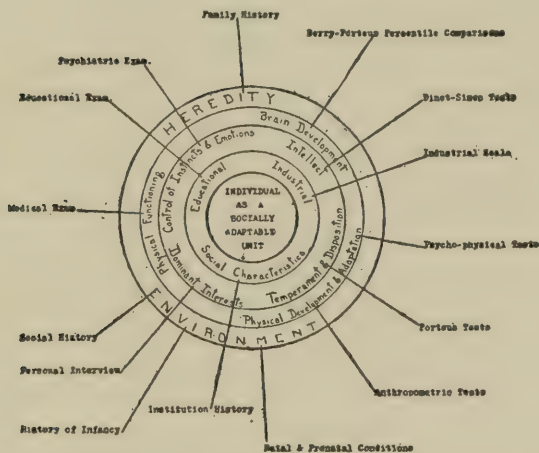 Family History
Berry-Porteus Percentile Comparisons
Psychiatric Exam.
Educational Exam.
Binet-Simon Tests
Industrial Scale
Medical Exam.
Psycho-physical Tests
Social History
Porteus Tests
Personal Interview
Anthropometric Tests
Institution History
History of Infancy
Natal & Prenatal Conditions
HEREDITY
ENVIRONMENT
Brain Development
Physical Functioning
Physical Development & Adaptation
Control of Instincts & Emotions
Intellect
Dominant Interests
Temperament & Disposition
Educational
Industrial
Social Characteristics
INDIVIDUAL
AS A
SOCIALLY
ADAPTABLE
UNIT